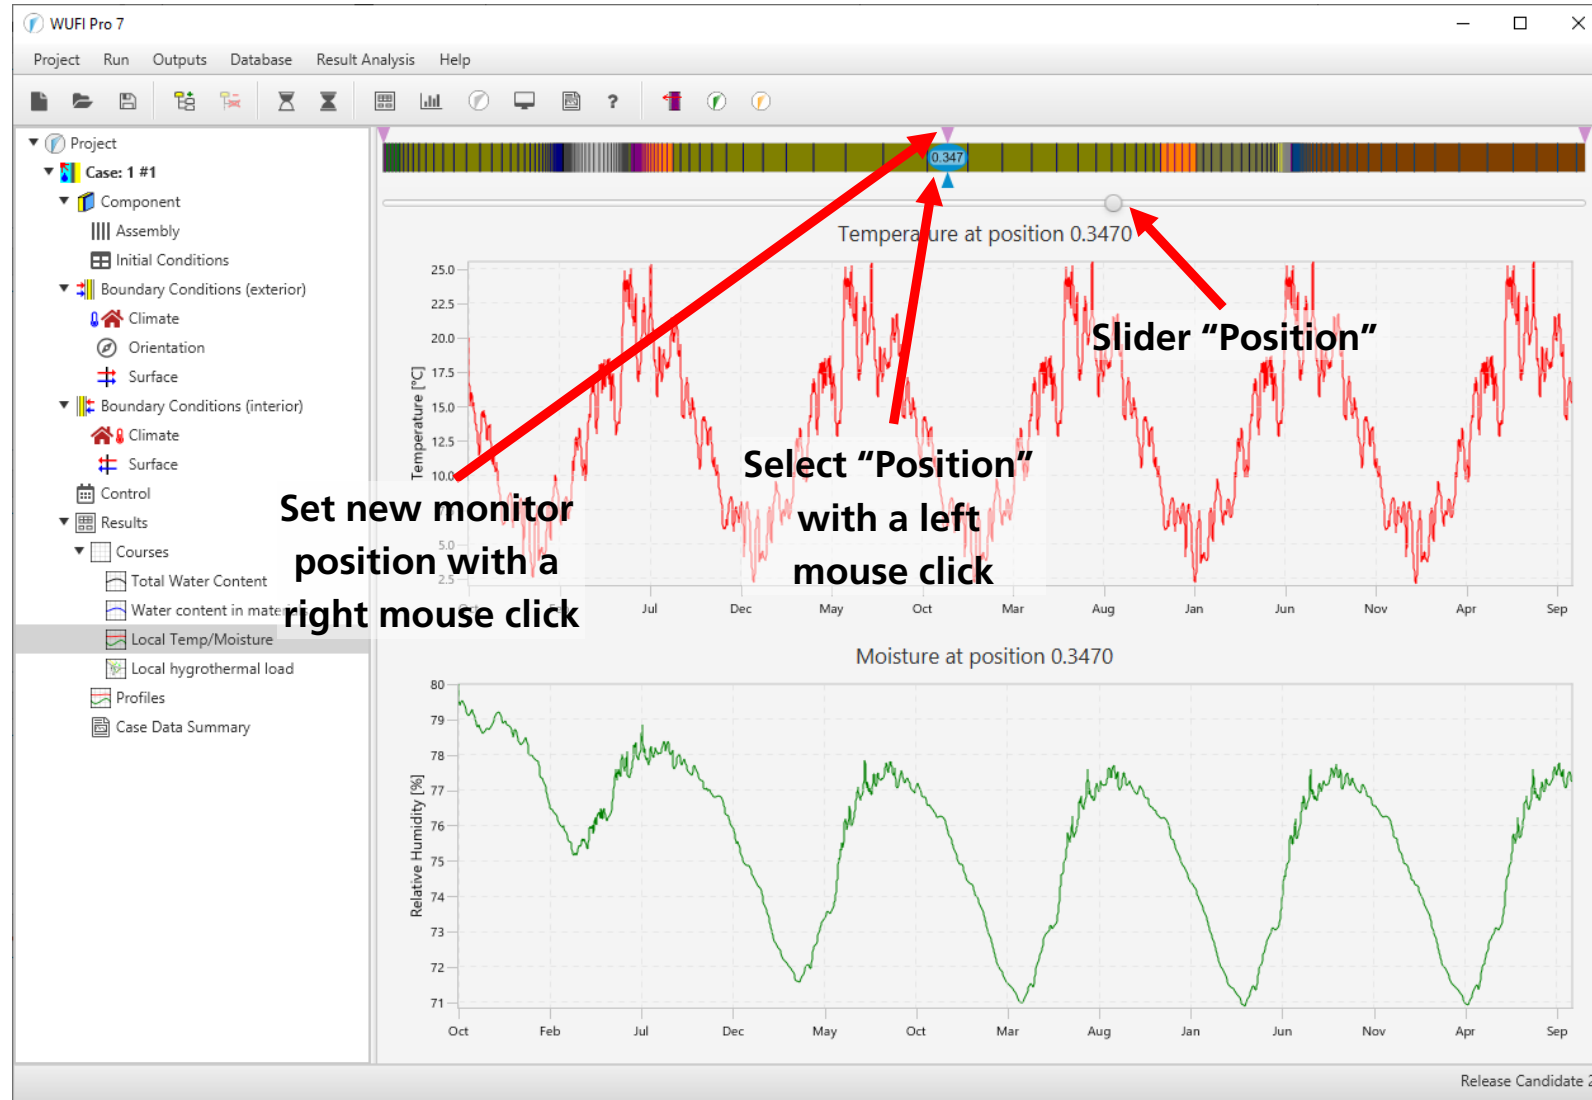 WUFI Pro 7
Project Run Outputs Database Result Analysis Help
?
Project
Case: 1 #1
Component
Assembly
Initial Conditions
Boundary Conditions (exterior)
Climate
Orientation
Surface
Boundary Conditions (interior)
Climate
Surface
Control
Results
Courses
Total Water Content
Water content in
Local Temp/Moisture
Local hygrothermal load
Profiles
Case Data Summary
0.347
Temperature at position 0.3470
Slider “Position”
Select “Position”
with a left
mouse click
Set new monitor
position with a
right mouse click
Temperature [°C]
25.0
22.5
20.0
17.5
15.0
12.5
10.0
5.0
2.5
Jul Dec May Oct Mar Aug Jan Jun Nov Apr Sep
Moisture at position 0.3470
Relative Humidity [%]
80
79
78
77
76
75
74
73
72
71
Oct Feb Jul Dec May Oct Mar Aug Jan Jun Nov Apr Sep
Release Candidate 2